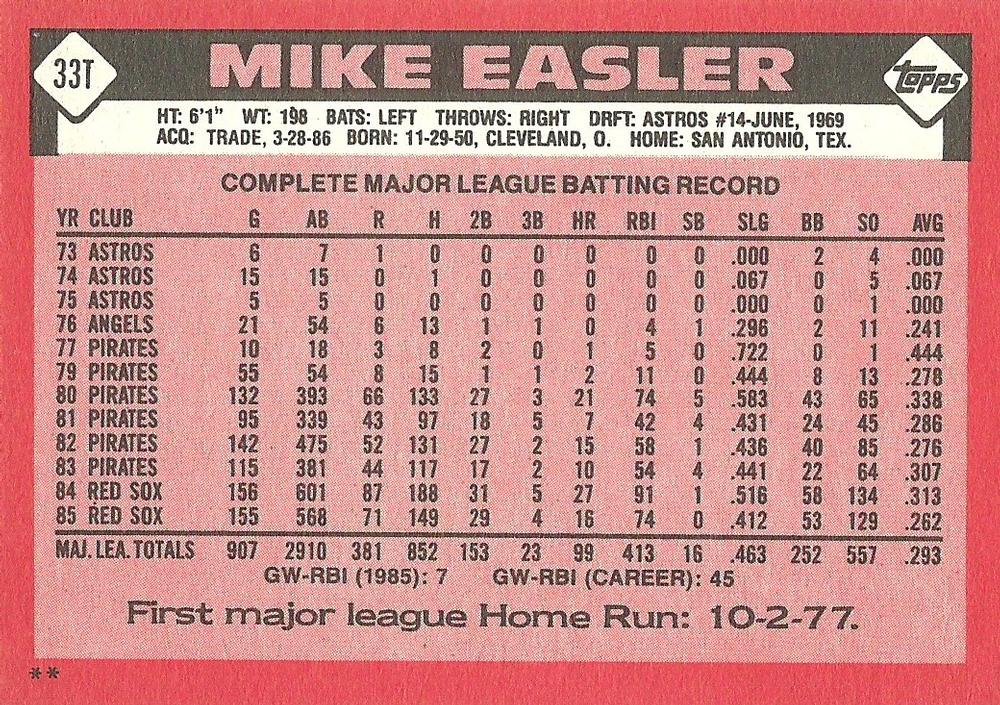 33T
MIKE EASLER
Topps
HT: 6'1" WT: 198 BATS: LEFT THROWS: RIGHT DRFT: ASTROS #14-JUNE, 1969
ACQ: TRADE, 3-28-86 BORN: 11-29-50, CLEVELAND, O. HOME: SAN ANTONIO, TEX.
COMPLETE MAJOR LEAGUE BATTING RECORD
YR CLUB G AB R H 2B 3B HR RBI SB SLG BB SO AVG
73 ASTROS 6 7 1 0 0 0 0 0 0 .000 2 4 .000
74 ASTROS 15 15 0 1 0 0 0 0 0 .067 0 5 .067
75 ASTROS 5 5 0 0 0 0 0 0 0 .000 0 1 .000
76 ANGELS 21 54 6 13 1 1 0 4 1 .296 2 11 .241
77 PIRATES 10 18 3 8 2 0 1 5 0 .722 0 1 .444
79 PIRATES 55 54 8 15 1 1 2 11 0 .444 8 13 .278
80 PIRATES 132 393 66 133 27 3 21 74 5 .583 43 65 .338
81 PIRATES 95 339 43 97 18 5 7 42 4 .431 24 45 .286
82 PIRATES 142 475 52 131 27 2 15 58 1 .436 40 85 .276
83 PIRATES 115 381 44 117 17 2 10 54 4 .441 22 64 .307
84 RED SOX 156 601 87 188 31 5 27 91 1 .516 58 134 .313
85 RED SOX 155 568 71 149 29 4 16 74 0 .412 53 129 .262
MAJ. LEA. TOTALS 907 2910 381 852 153 23 99 413 16 .463 252 557 .293
GW-RBI (1985): 7 GW-RBI (CAREER): 45
First major league Home Run: 10-2-77.
**